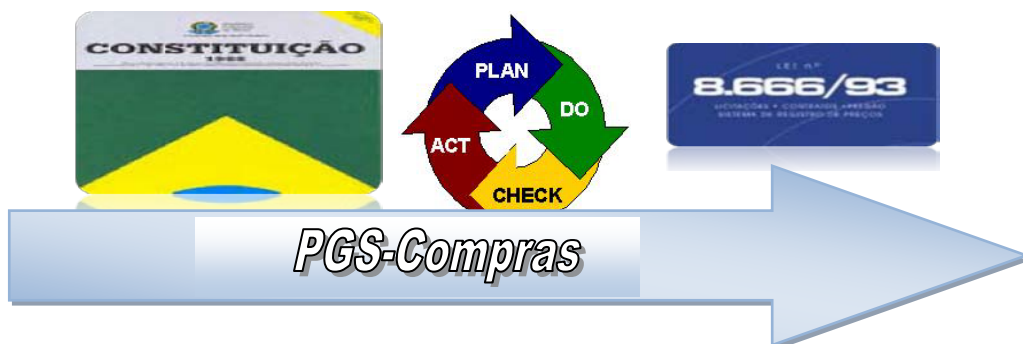 CONSTITUIÇÃO
1988
PLAN
DO
CHECK
ACT
LEI nº
8.666/93
LICITAÇÕES • CONTRATOS • PREGÃO
SISTEMA DE REGISTRO DE PREÇOS
PGS-Compras